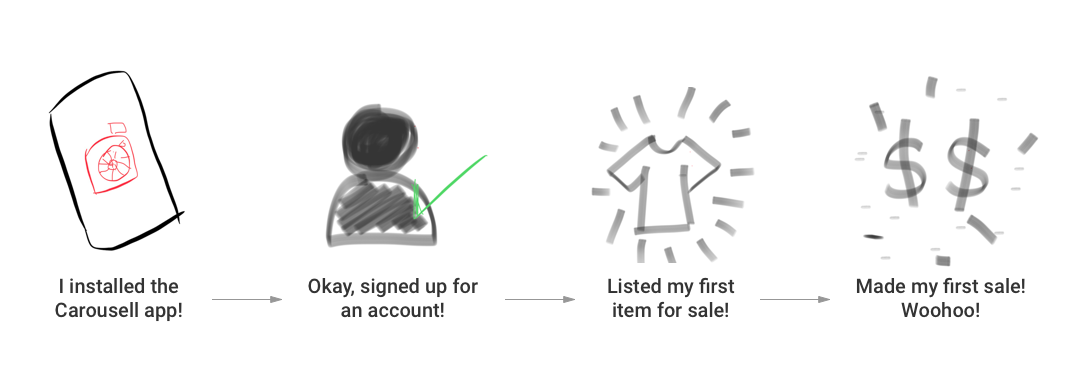 I installed the
Carousell app!
Okay, signed up for
an account!
Listed my first
item for sale!
$ $
Made my first sale!
Woohoo!